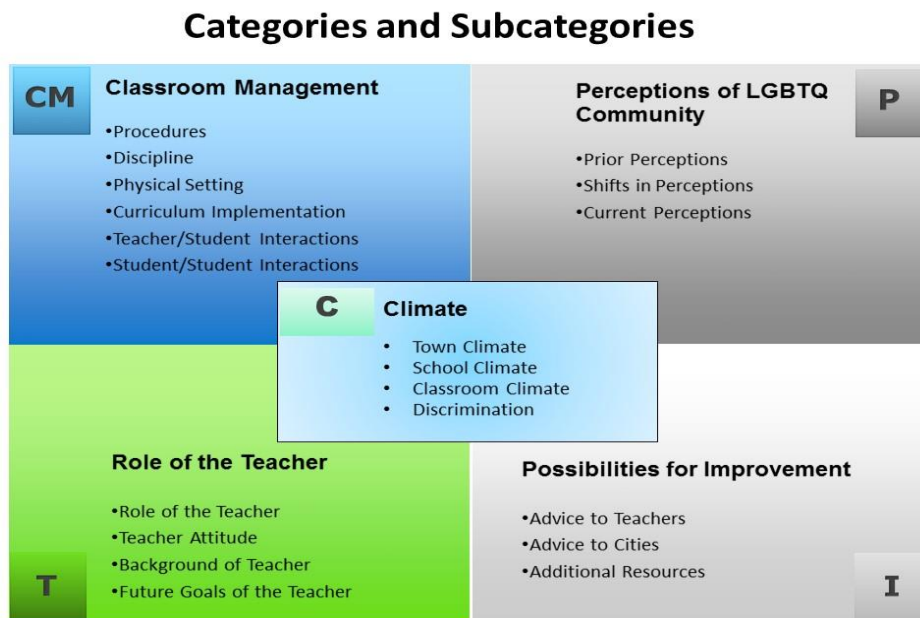 Categories and Subcategories
CM
Classroom Management
•Procedures
•Discipline
•Physical Setting
•Curriculum Implementation
•Teacher/Student Interactions
•Student/Student Interactions
Perceptions of LGBTQ
Community
P
•Prior Perceptions
•Shifts in Perceptions
•Current Perceptions
C
Climate
• Town Climate
• School Climate
• Classroom Climate
• Discrimination
Role of the Teacher
•Role of the Teacher
•Teacher Attitude
•Background of Teacher
•Future Goals of the Teacher
T
Possibilities for Improvement
•Advice to Teachers
•Advice to Cities
•Additional Resources
I